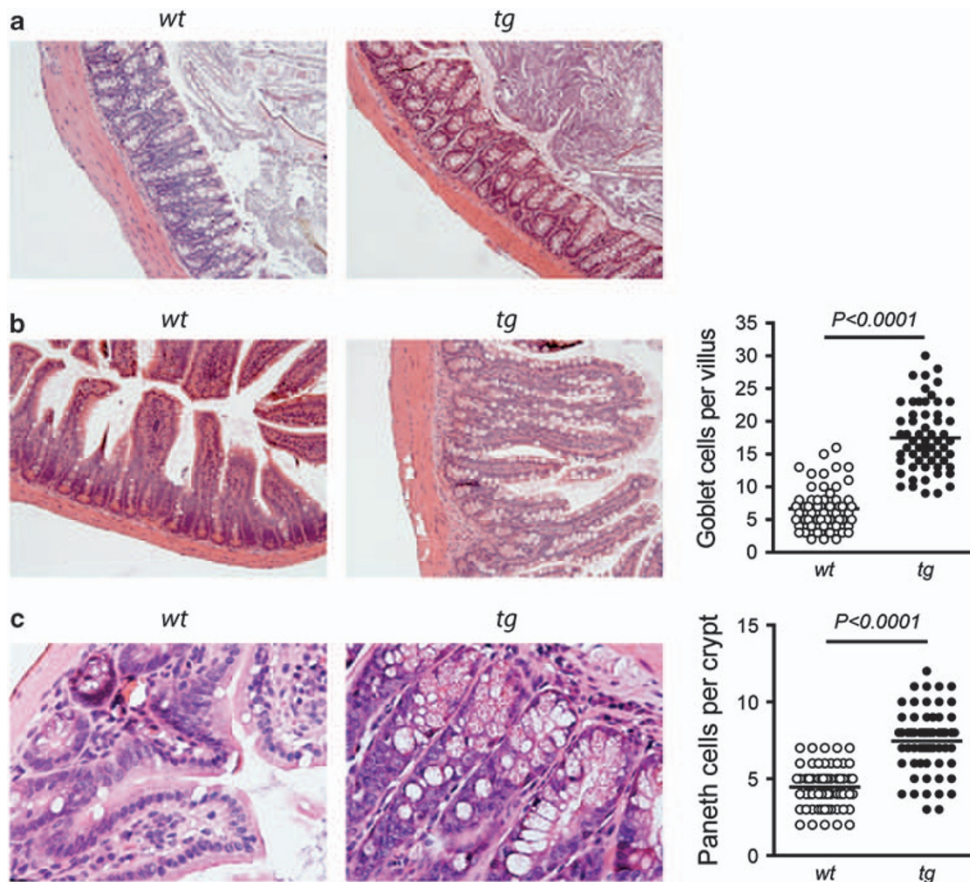 a
wt
tg
b
wt
tg
P<0.0001
Goblet cells per villus
35
30
25
20
15
10
5
0
wt
tg
c
wt
tg
P<0.0001
Paneth cells per crypt
15
10
5
0
wt
tg